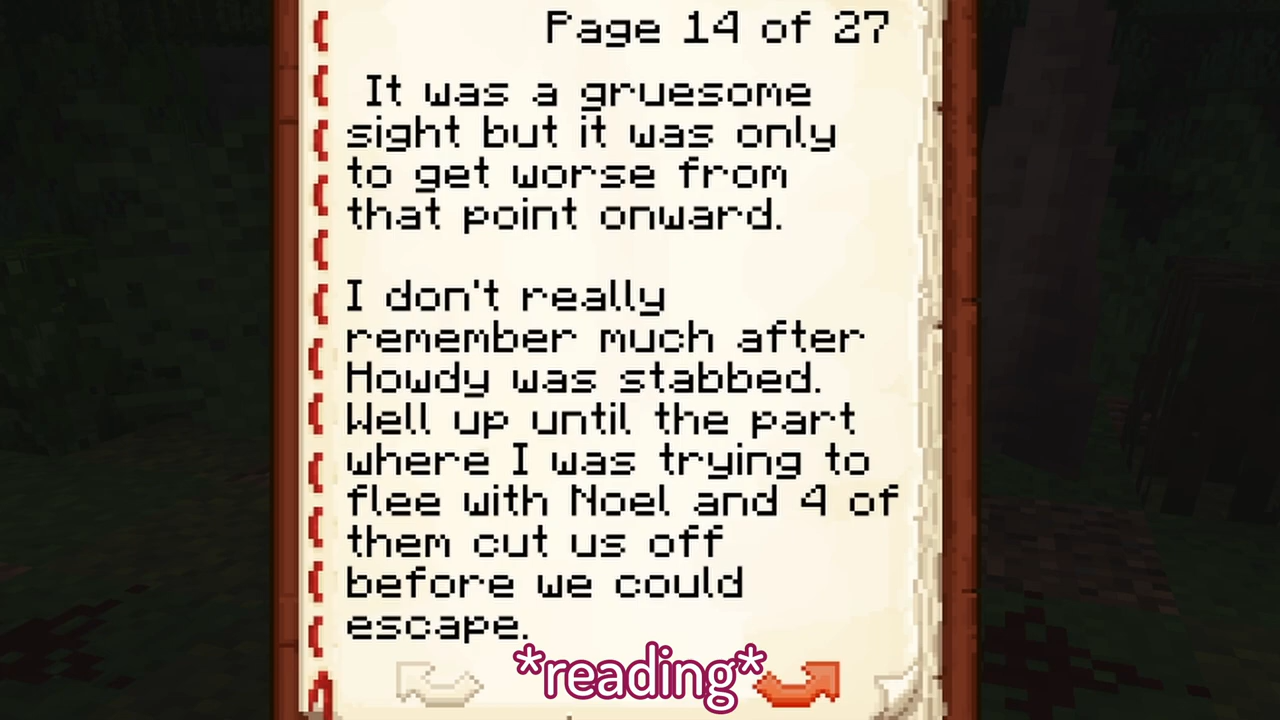 Page 14 of 27
It was a gruesome
sight but it was only
to get worse from
that point onward.
I don't really
remember much after
Howdy was stabbed.
Well up until the part
where I was trying to
flee with Noel and 4 of
them cut us off
before we could
escape.
*reading*